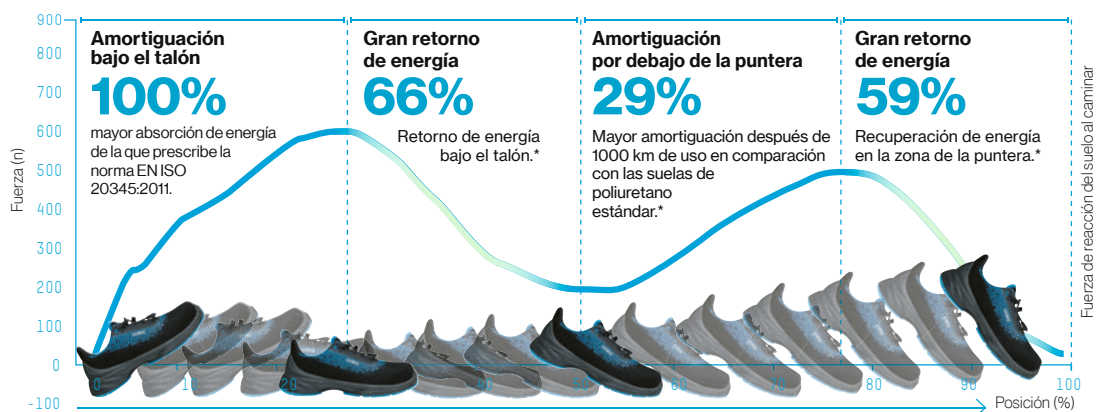 Amortiguación
bajo el talón
100%
mayor absorción de energía
de la que prescribe la
norma EN ISO
20345:2011.
Gran retorno
de energía
66%
Retorno de energía
bajo el talón.*
Amortiguación
por debajo de la puntera
29%
Mayor amortiguación después de
1000 km de uso en comparación
con las suelas de
poliuretano
estándar.*
Gran retorno
de energía
59%
Recuperación de energía
en la zona de la puntera.*
Fuerza (n)
900
800
700
600
500
400
300
200
100
0
-100
0
10
20
40
50
60
70
80
90
100
Posición (%)
Fuerza de reacción del suelo al caminar